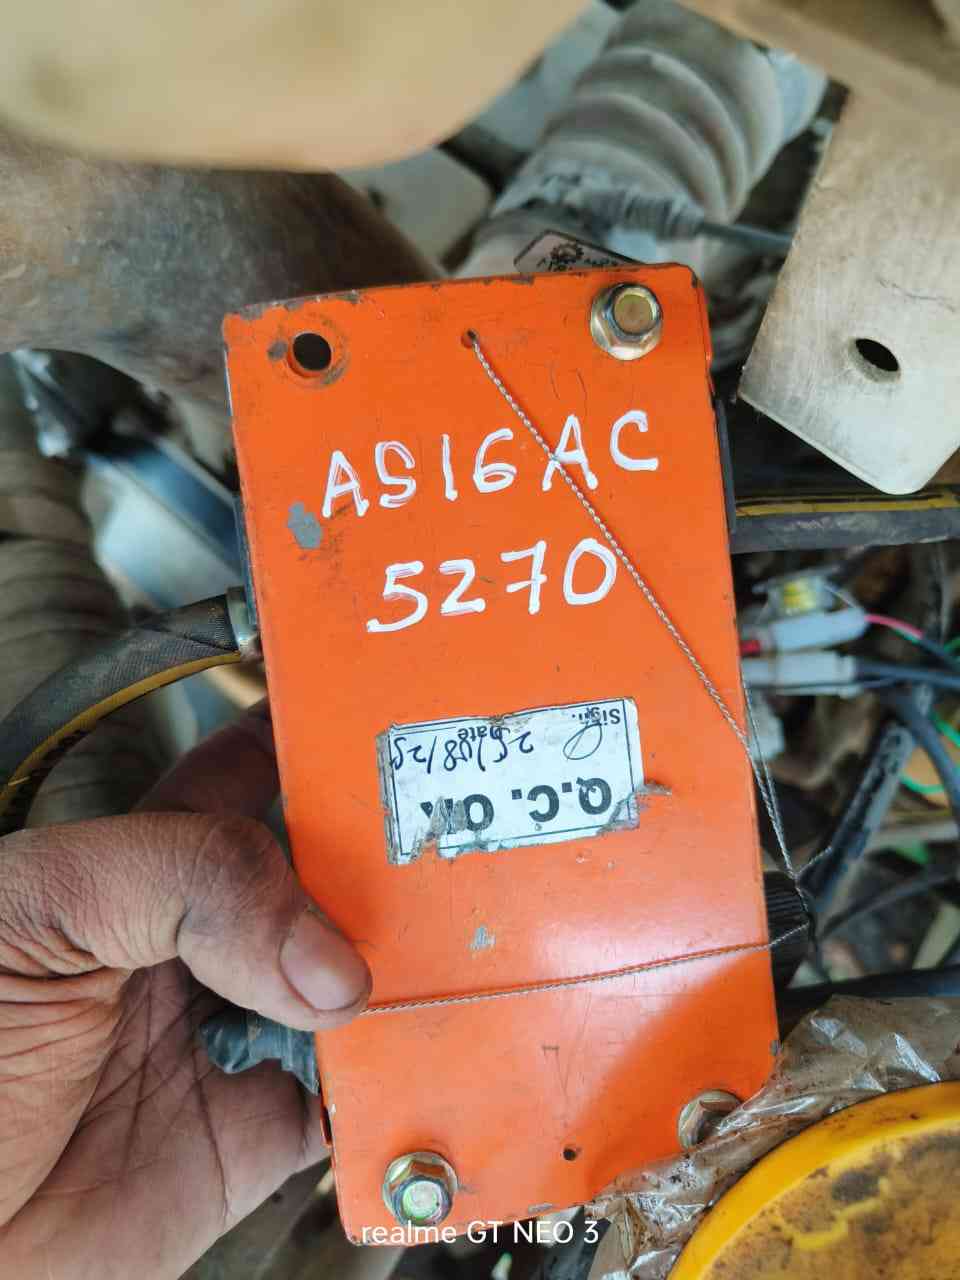 AS16AC
5270
Q.C. OK
Date 25/08/25
Sign.
realme GT NEO 3